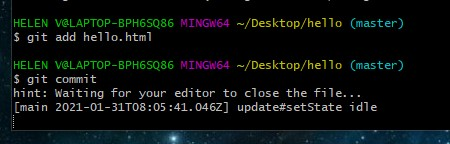 HELEN V@LAPTOP-BPH6SQ86 MINGW64 ~/Desktop/hello (master)
$ git add hello.html
HELEN V@LAPTOP-BPH6SQ86 MINGW64 ~/Desktop/hello (master)
$ git commit
hint: Waiting for your editor to close the file...
[main 2021-01-31T08:05:41.046Z] update#setState idle